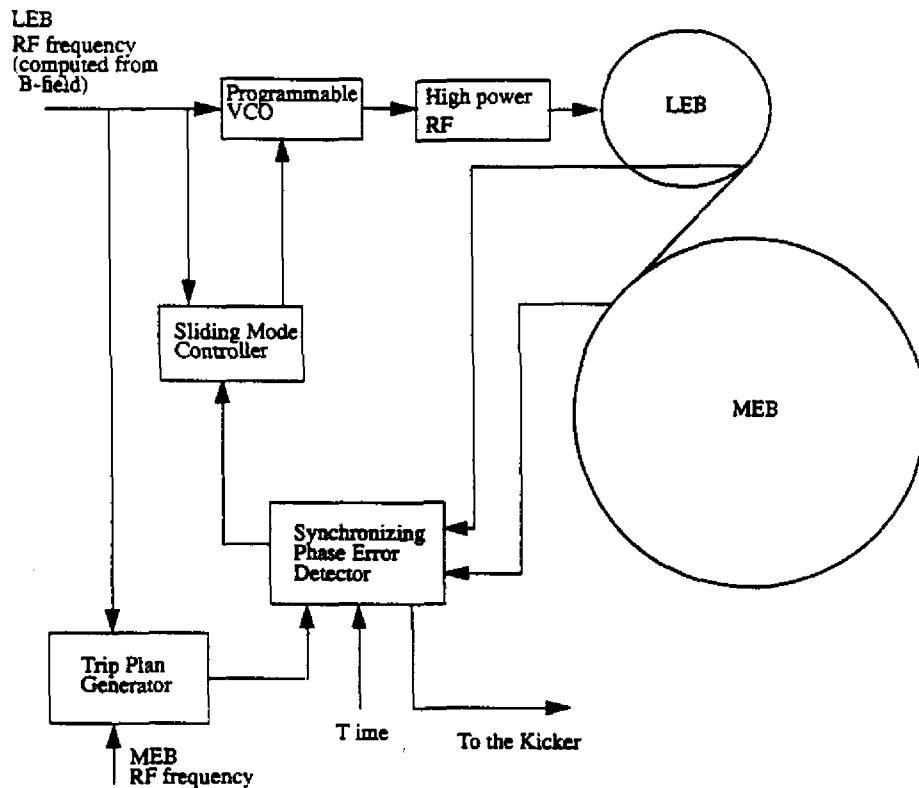 LEB
RF frequency
(computed from
B-field)
Programmable
VCO
High power
RF
LEB
Sliding Mode
Controller
MEB
Synchronizing
Phase Error
Detector
Trip Plan
Generator
T ime
To the Kicker
MEB
RF frequency